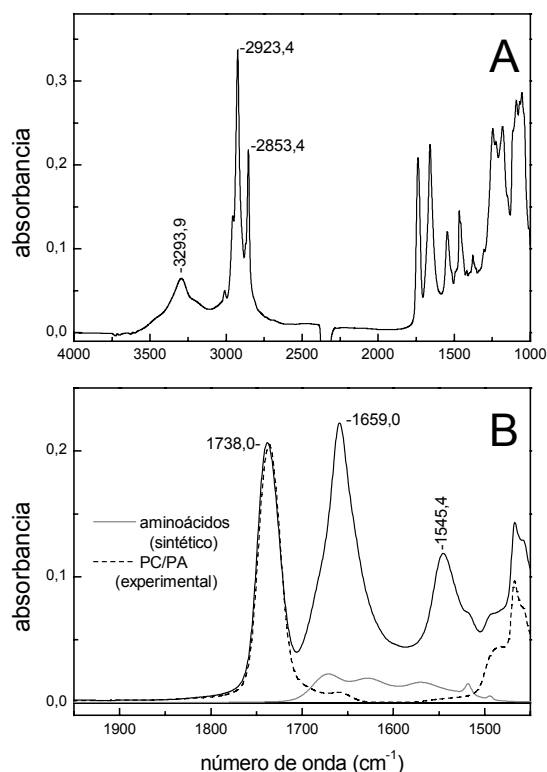 A
absorbancia
0,3
0,2
0,1
0,0
-2923,4
-2853,4
-3293,9
4000 3500 3000 2500 2000 1500 1000
B
absorbancia
0,2
0,1
0,0
1738,0-
-1659,0
-1545,4
aminoácidos
(sintético)
PC/PA
(experimental)
1900 1800 1700 1600 1500
número de onda (cm⁻¹)